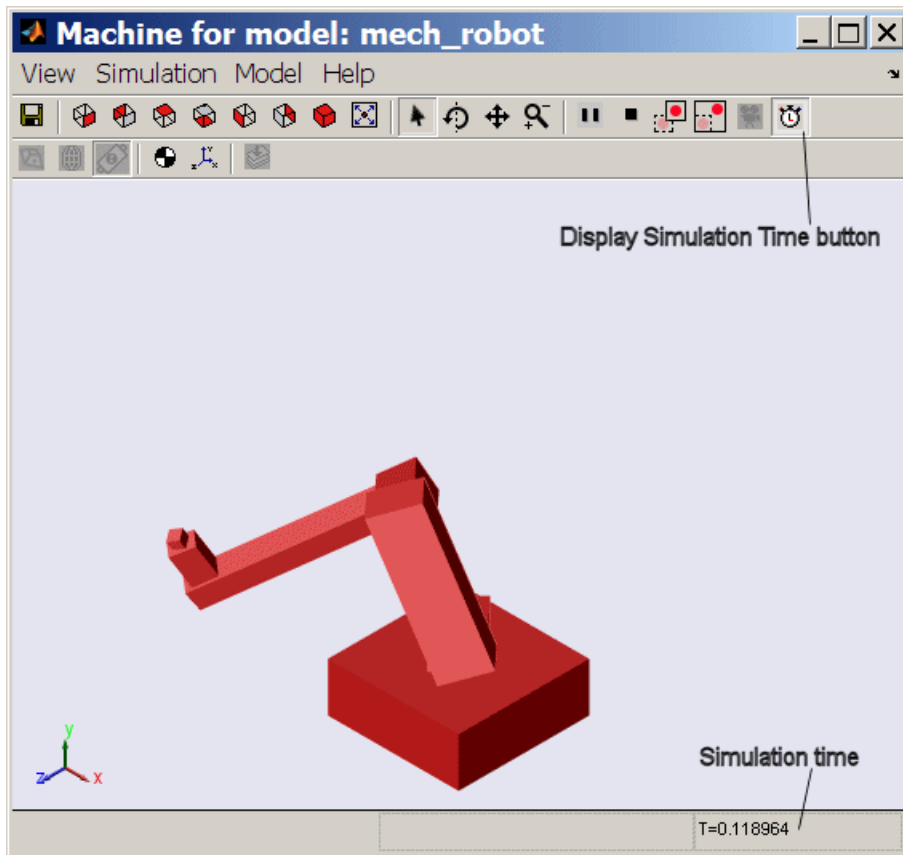 Machine for model: mech_robot
View Simulation Model Help
Display Simulation Time button
y
z x
Simulation time
T=0.118964